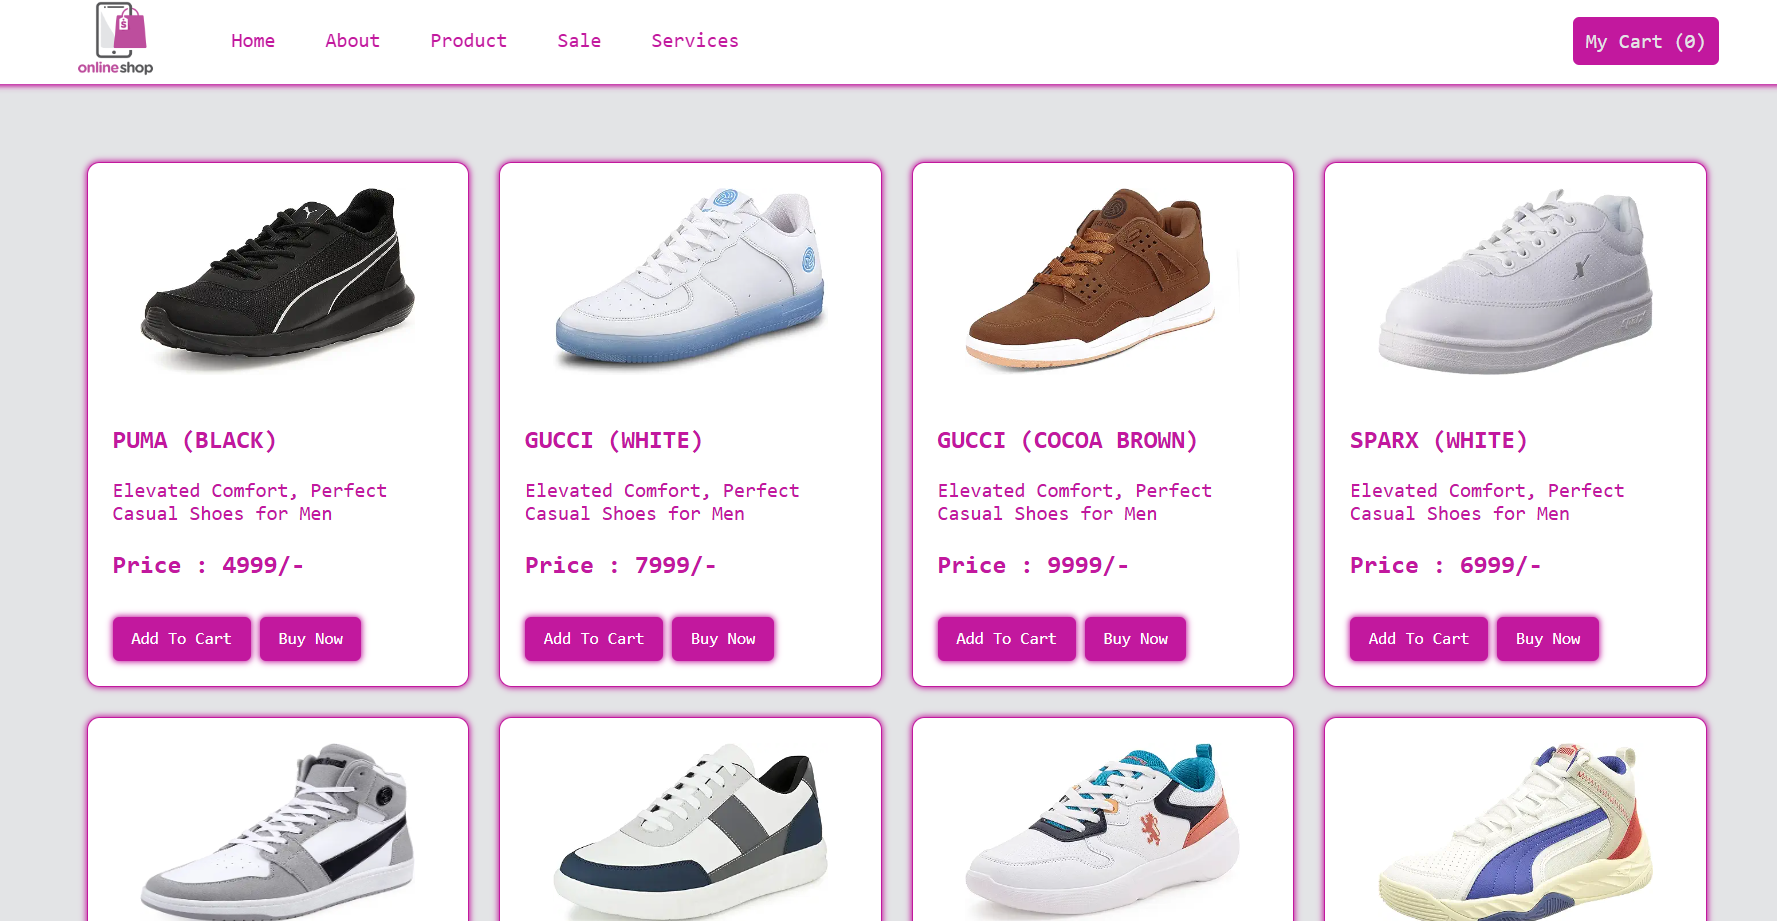 onlineshop
Home About Product Sale Services
My Cart (0)
PUMA (BLACK)
Elevated Comfort, Perfect
Casual Shoes for Men
Price : 4999/-
Add To Cart Buy Now
GUCCI (WHITE)
Elevated Comfort, Perfect
Casual Shoes for Men
Price : 7999/-
Add To Cart Buy Now
GUCCI (COCOA BROWN)
Elevated Comfort, Perfect
Casual Shoes for Men
Price : 9999/-
Add To Cart Buy Now
SPARX (WHITE)
Elevated Comfort, Perfect
Casual Shoes for Men
Price : 6999/-
Add To Cart Buy Now